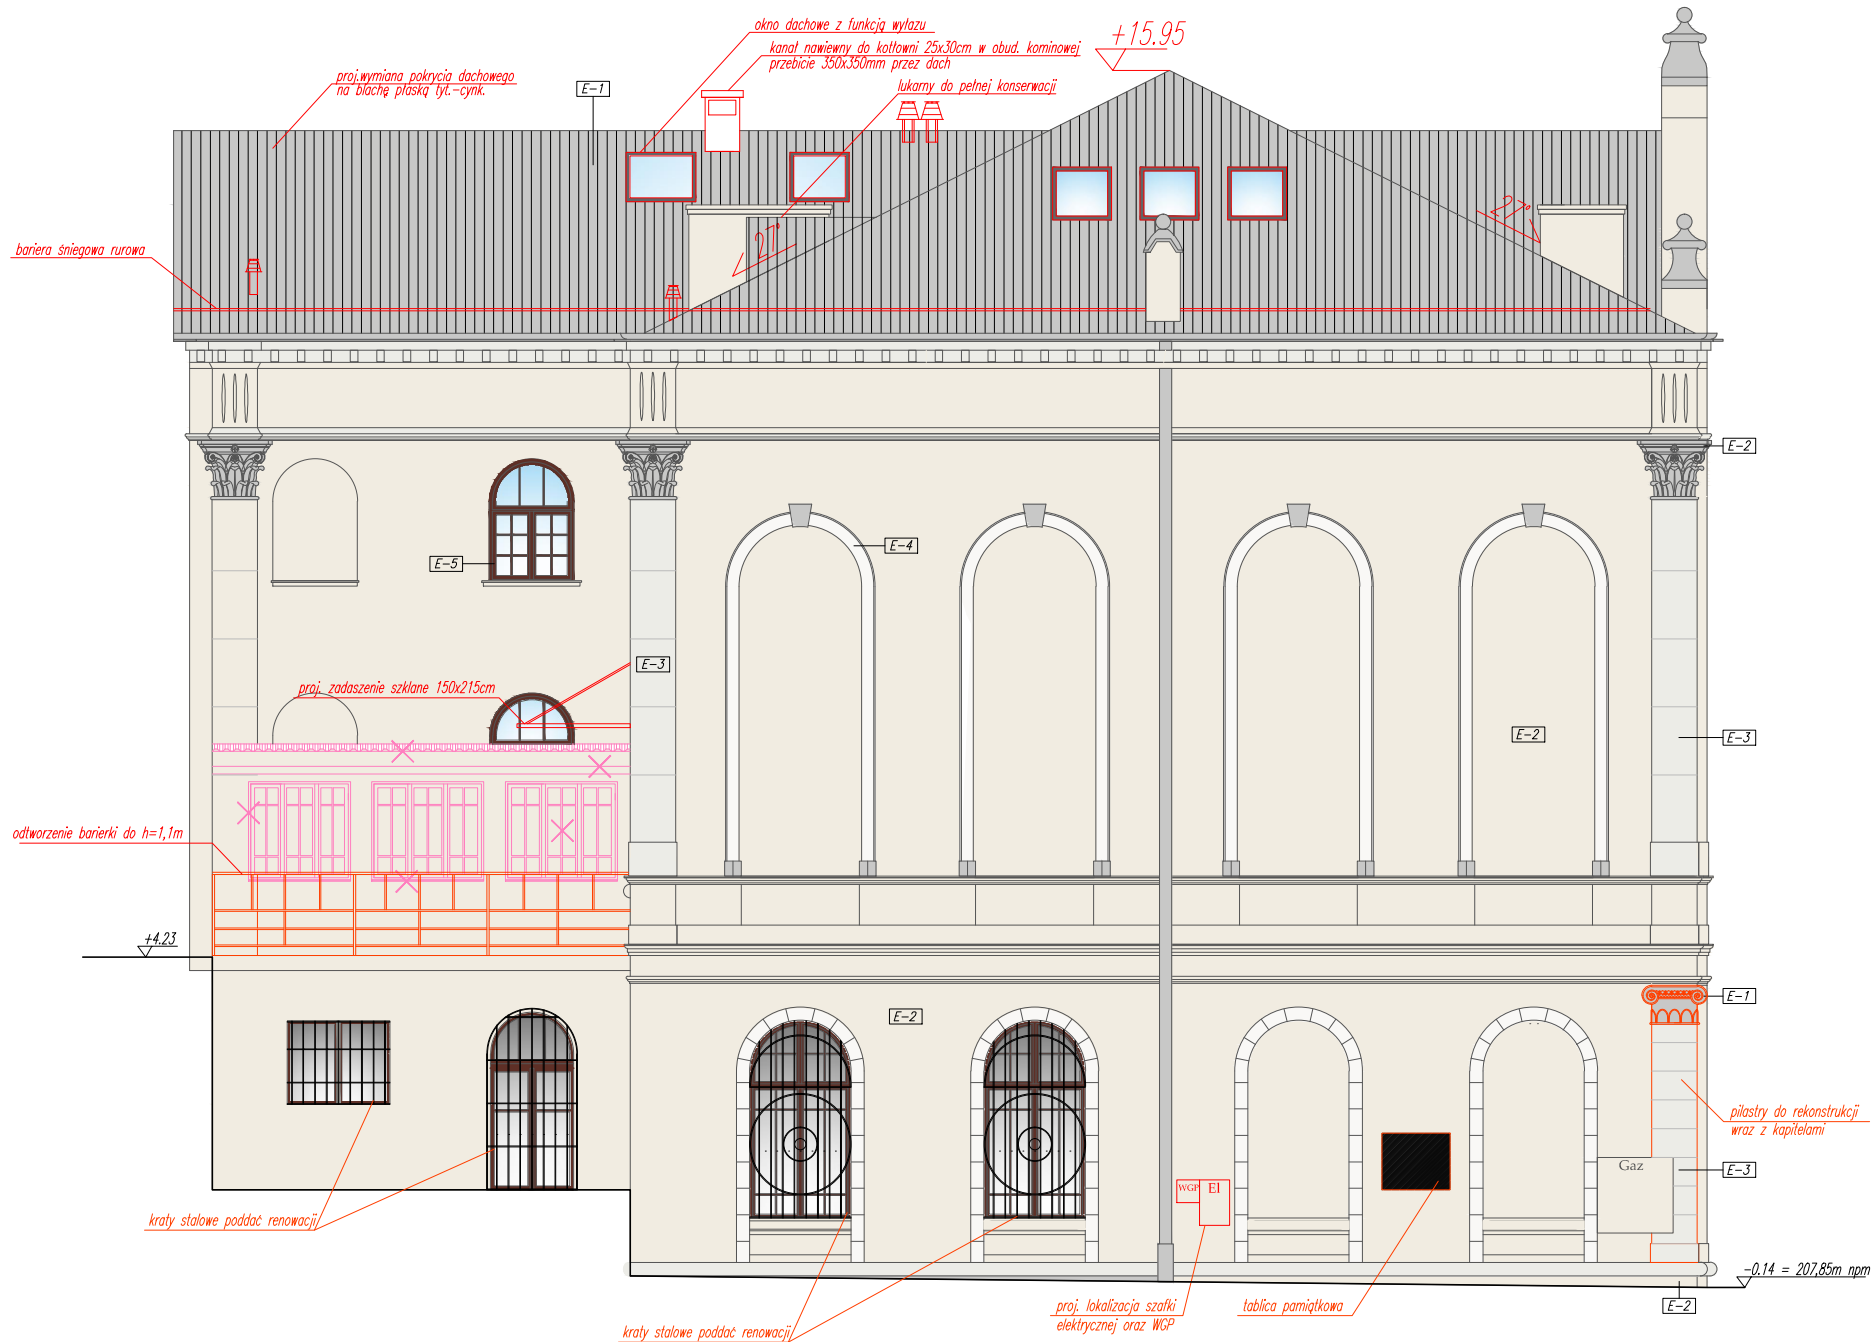 okno dachowe z funkcją wyłazu
+15.95
kanał nawiewny do kotłowni 25x30cm w obud. kominowej
przebicie 350x350mm przez dach
proj.wymiana pokrycia dachowego
na blachę płaską tyt.-cynk.
E-1
lukarny do pełnej konserwacji
27°
27°
bariera śniegowa rurowa
E-2
E-4
E-5
E-3
proj. zadaszenie szklane 150x215cm
E-2
E-3
odtworzenie barierki do h=1,1m
+4.23
E-1
E-2
pilastry do rekonstrukcji
wraz z kapitelami
Gaz
E-3
WGP
El
kraty stalowe poddać renowacji
-0.14 = 207,85m npm
E-2
proj. lokalizacja szafki
elektrycznej oraz WGP
tablica pamiątkowa
kraty stalowe poddać renowacji